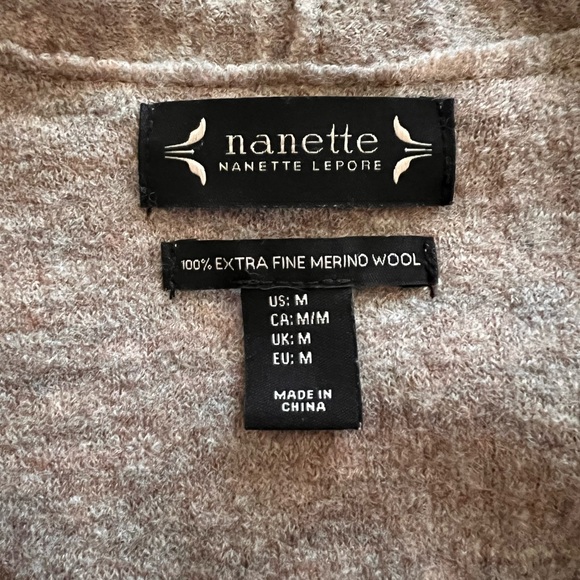 nanette
NANETTE LEPORE
100% EXTRA FINE MERINO WOOL
US: M
CA: M/M
UK: M
EU: M
MADE IN
CHINA